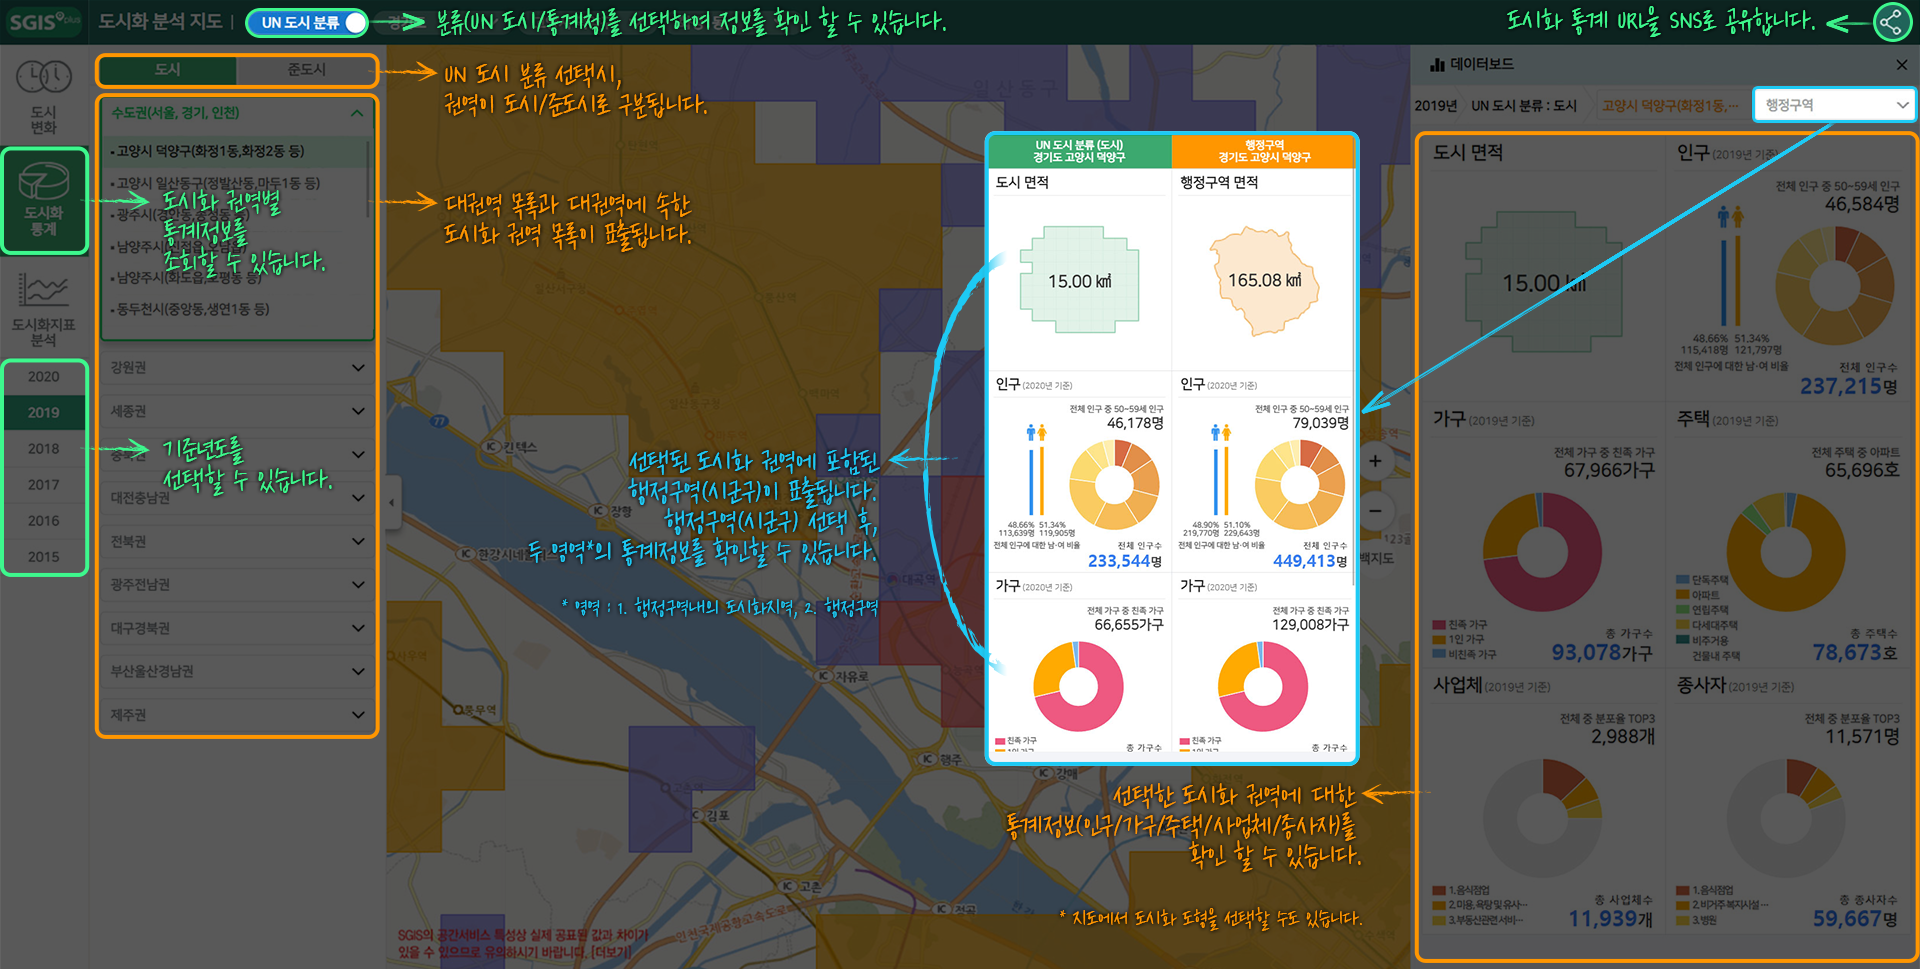 SGIS plus
도시화 분석 지도
UN 도시 분류
분류(UN 도시/통계청)를 선택하여 정보를 확인 할 수 있습니다.
도시화 통계 URL을 SNS로 공유합니다.
도시
준도시
UN 도시 분류 선택시,
권역이 도시/준도시로 구분됩니다.
도시
변화
도시화
통계
도시화지표
분석
2020
2019
2018
2017
2016
2015
수도권(서울, 경기, 인천)
고양시 덕양구(화정1동,화정2동 등)
고양시 일산동구(정발산동,마두1동 등)
동두천시(중앙동,생연1동 등)
도시화 권역별
통계정보를
조회할 수 있습니다.
대권역 목록과 대권역에 속한
도시화 권역 목록이 표출됩니다.
강원권
세종권
대전충남권
전북권
광주전남권
대구경북권
부산울산경남권
제주권
기준년도를
선택할 수 있습니다.
선택된 도시화 권역에 포함된
행정구역(시군구)이 표출됩니다.
행정구역(시군구) 선택 후,
두 영역*의 통계정보를 확인할 수 있습니다.
* 영역 : 1. 행정구역내의 도시화지역, 2. 행정구역
UN 도시 분류 (도시)
경기도 고양시 덕양구
행정구역
경기도 고양시 덕양구
도시 면적
행정구역 면적
15.00 ㎢
165.08 ㎢
인구 (2020년 기준)
전체 인구 중 50~59세 인구
46,178명
48.66% 51.34%
113,639명 119,905명
전체 인구에 대한 남·여 비율
전체 인구수
233,544명
인구 (2020년 기준)
전체 인구 중 50~59세 인구
79,039명
48.90% 51.10%
219,770명 229,643명
전체 인구에 대한 남·여 비율
전체 인구수
449,413명
가구 (2020년 기준)
전체 가구 중 친족 가구
66,655가구
친족 가구
총 가구수
가구 (2020년 기준)
전체 가구 중 친족 가구
129,008가구
친족 가구
총 가구수
선택한 도시화 권역에 대한
통계정보(인구/가구/주택/사업체/종사자)를
확인 할 수 있습니다.
* 지도에서 도시화 도형을 선택할 수도 있습니다.
데이터보드
2019년
UN 도시 분류 : 도시
고양시 덕양구(화정1동,···
행정구역
도시 면적
15.00 ㎢
인구 (2019년 기준)
전체 인구 중 50~59세 인구
46,584명
48.66% 51.34%
115,418명 121,797명
전체 인구에 대한 남·여 비율
전체 인구수
237,215명
가구 (2019년 기준)
전체 가구 중 친족 가구
67,966가구
친족 가구
1인 가구
비친족 가구
총 가구수
93,078가구
주택 (2019년 기준)
전체 주택 중 아파트
65,696호
단독주택
아파트
연립주택
다세대주택
비주거용
건물내 주택
총 주택수
78,673호
사업체 (2019년 기준)
전체 중 분포율 TOP3
2,988개
1.음식점업
2.미용, 욕탕 및 유사···
3.부동산관련 서비···
총 사업체수
11,939개
종사자 (2019년 기준)
전체 중 분포율 TOP3
11,571명
1.음식점업
2.비거주 복지시설 ···
3.병원
총 종사자수
59,667명
일산동구
77
IC 킨텍스
IC 장항
IC 자유로
IC 행주
IC 강매
IC 김포
IC 고촌
풍무역
대곡역
인천국제공항고속도로
SGIS의 공간서비스 특성상 실제 공표된 값과 차이가
있을 수 있으므로 유의하시기 바랍니다. [더보기]